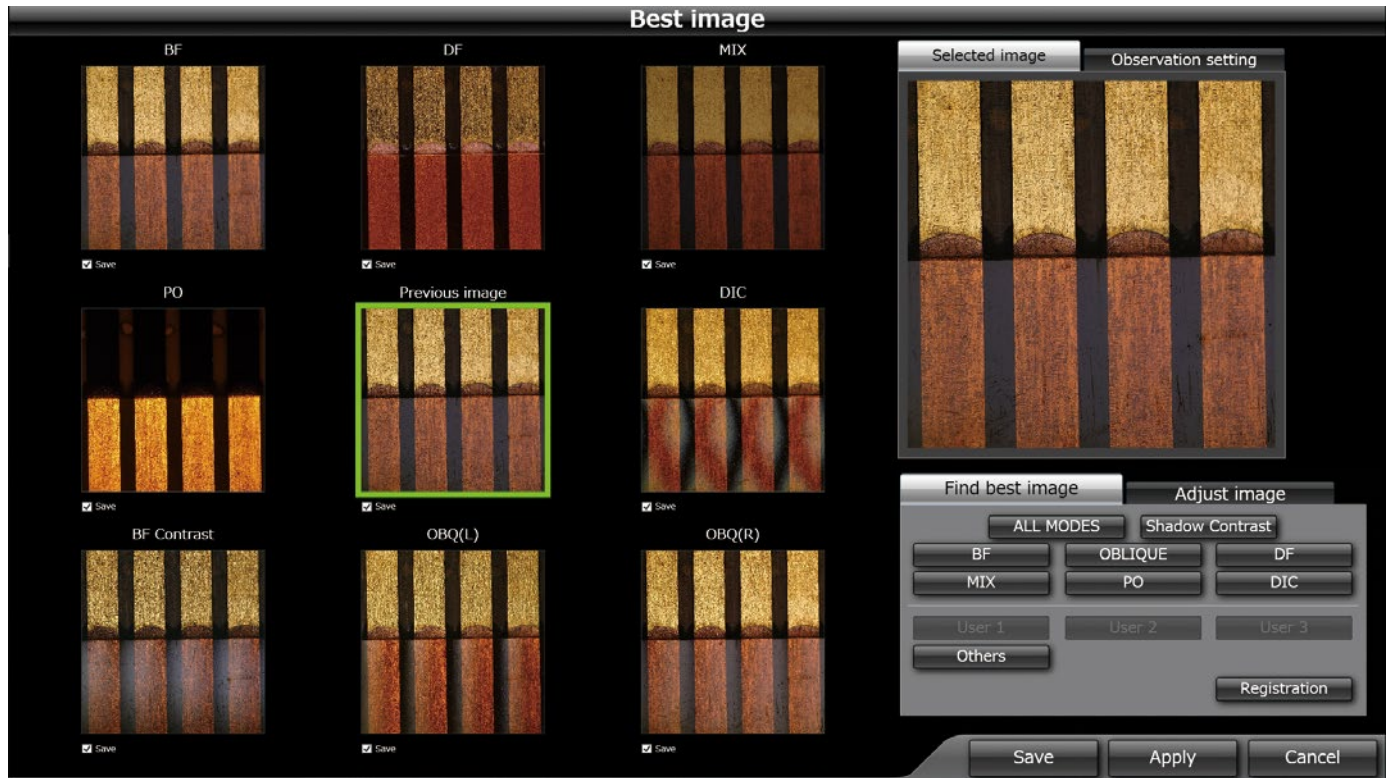 Best image
BF
DF
MIX
Save
Save
Save
PO
Previous image
DIC
Save
Save
Save
BF Contrast
OBQ(L)
OBQ(R)
Save
Save
Save
Selected image
Observation setting
Find best image
Adjust image
ALL MODES
Shadow Contrast
BF
OBLIQUE
DF
MIX
PO
DIC
User 1
User 2
User 3
Others
Registration
Save
Apply
Cancel